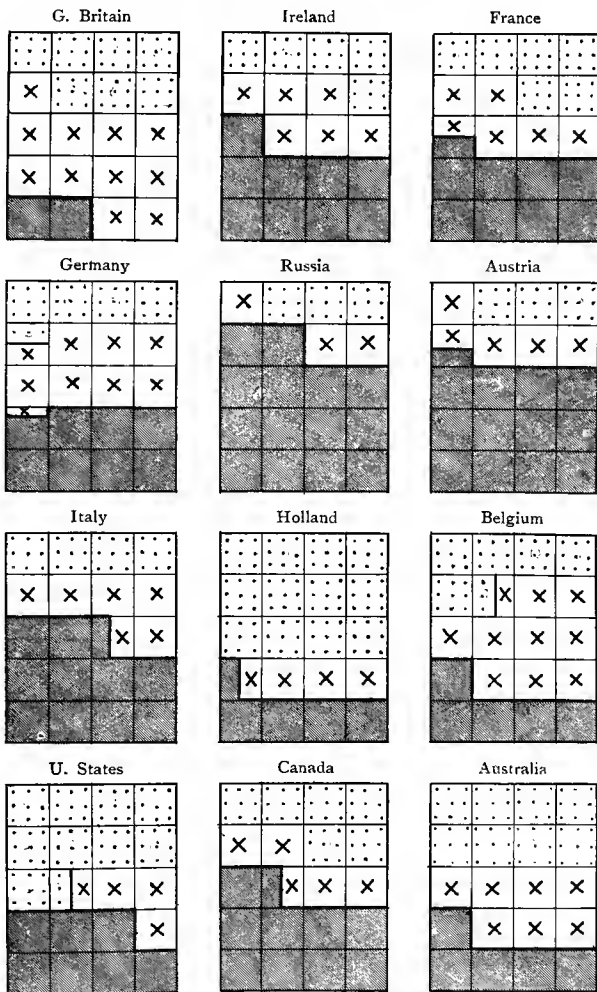 G. Britain Ireland France
Germany Russia Austria
Italy Holland Belgium
U. States Canada Australia